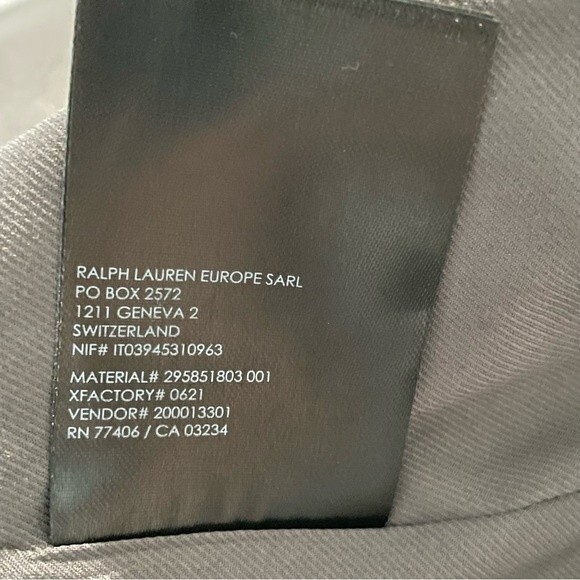 RALPH LAUREN EUROPE SARL
PO BOX 2572
1211 GENEVA 2
SWITZERLAND
NIF# IT03945310963
MATERIAL# 295851803 001
XFACTORY# 0621
VENDOR# 200013301
RN 77406 / CA 03234